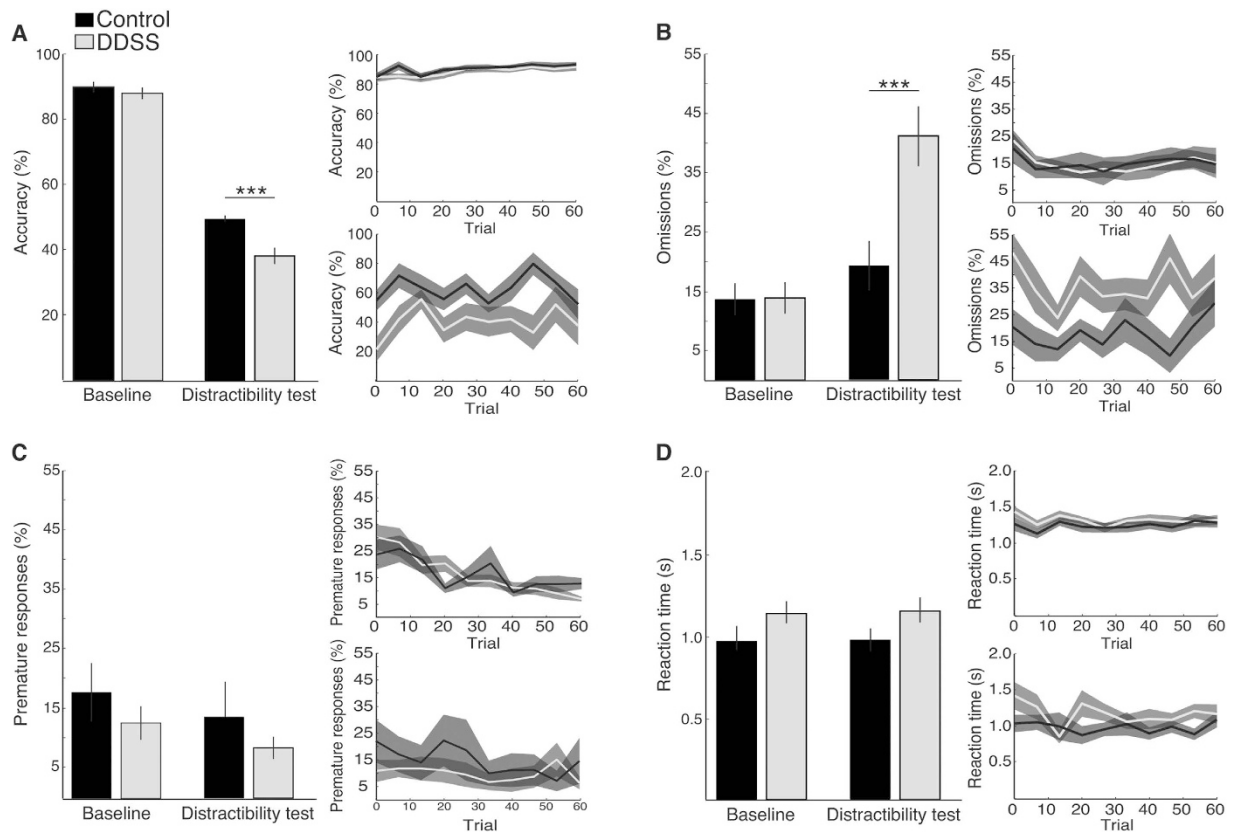 Control
DDSS
A
Accuracy (%)
100
80
60
40
20
***
Baseline
Distractibility test
Accuracy (%)
100
80
60
40
20
0 10 20 30 40 50 60
Trial
Accuracy (%)
100
80
60
40
20
0 10 20 30 40 50 60
Trial
B
Omissions (%)
55
45
35
25
15
5
***
Baseline
Distractibility test
Omissions (%)
55
45
35
25
15
5
0 10 20 30 40 50 60
Trial
Omissions (%)
55
45
35
25
15
5
0 10 20 30 40 50 60
Trial
C
Premature responses (%)
55
45
35
25
15
5
Baseline
Distractibility test
Premature responses (%)
55
45
35
25
15
5
0 10 20 30 40 50 60
Trial
Premature responses (%)
55
45
35
25
15
5
0 10 20 30 40 50 60
Trial
D
Reaction time (s)
2.0
1.5
1.0
0.5
Baseline
Distractibility test
Reaction time (s)
2.0
1.5
1.0
0.5
0 10 20 30 40 50 60
Trial
Reaction time (s)
2.0
1.5
1.0
0.5
0 10 20 30 40 50 60
Trial